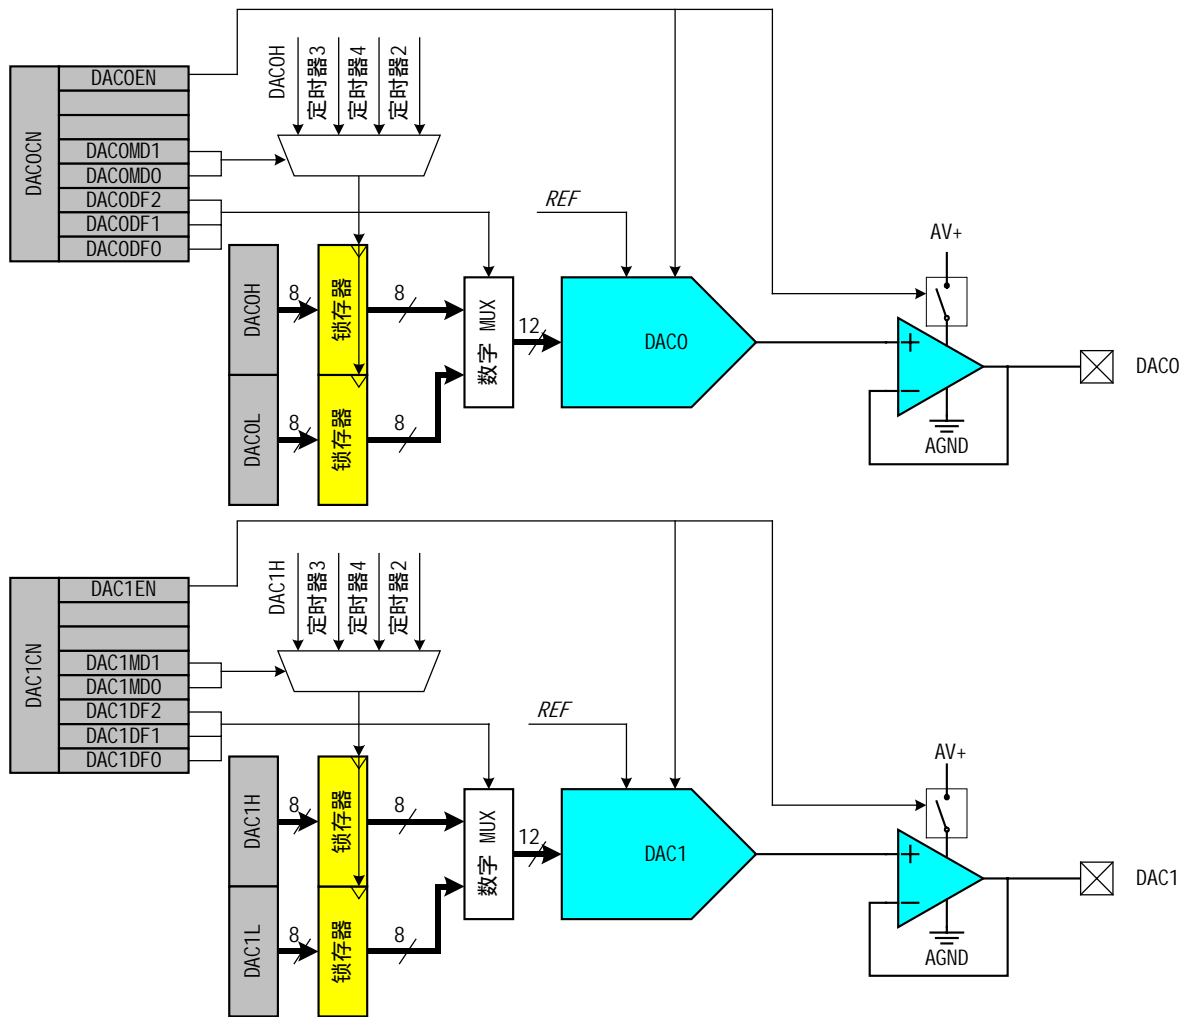 DAC0H
定时器3
定时器4
定时器2
DAC0CN
DAC0EN
DAC0MD1
DAC0MD0
DAC0DF2
DAC0DF1
DAC0DF0
REF
AV+
DAC0H
8
锁存器
8
数字 MUX
12
DAC0
+
−
DAC0
DAC0L
8
锁存器
8
AGND
DAC1H
定时器3
定时器4
定时器2
DAC1CN
DAC1EN
DAC1MD1
DAC1MD0
DAC1DF2
DAC1DF1
DAC1DF0
REF
AV+
DAC1H
8
锁存器
8
数字 MUX
12
DAC1
+
−
DAC1
DAC1L
8
锁存器
8
AGND